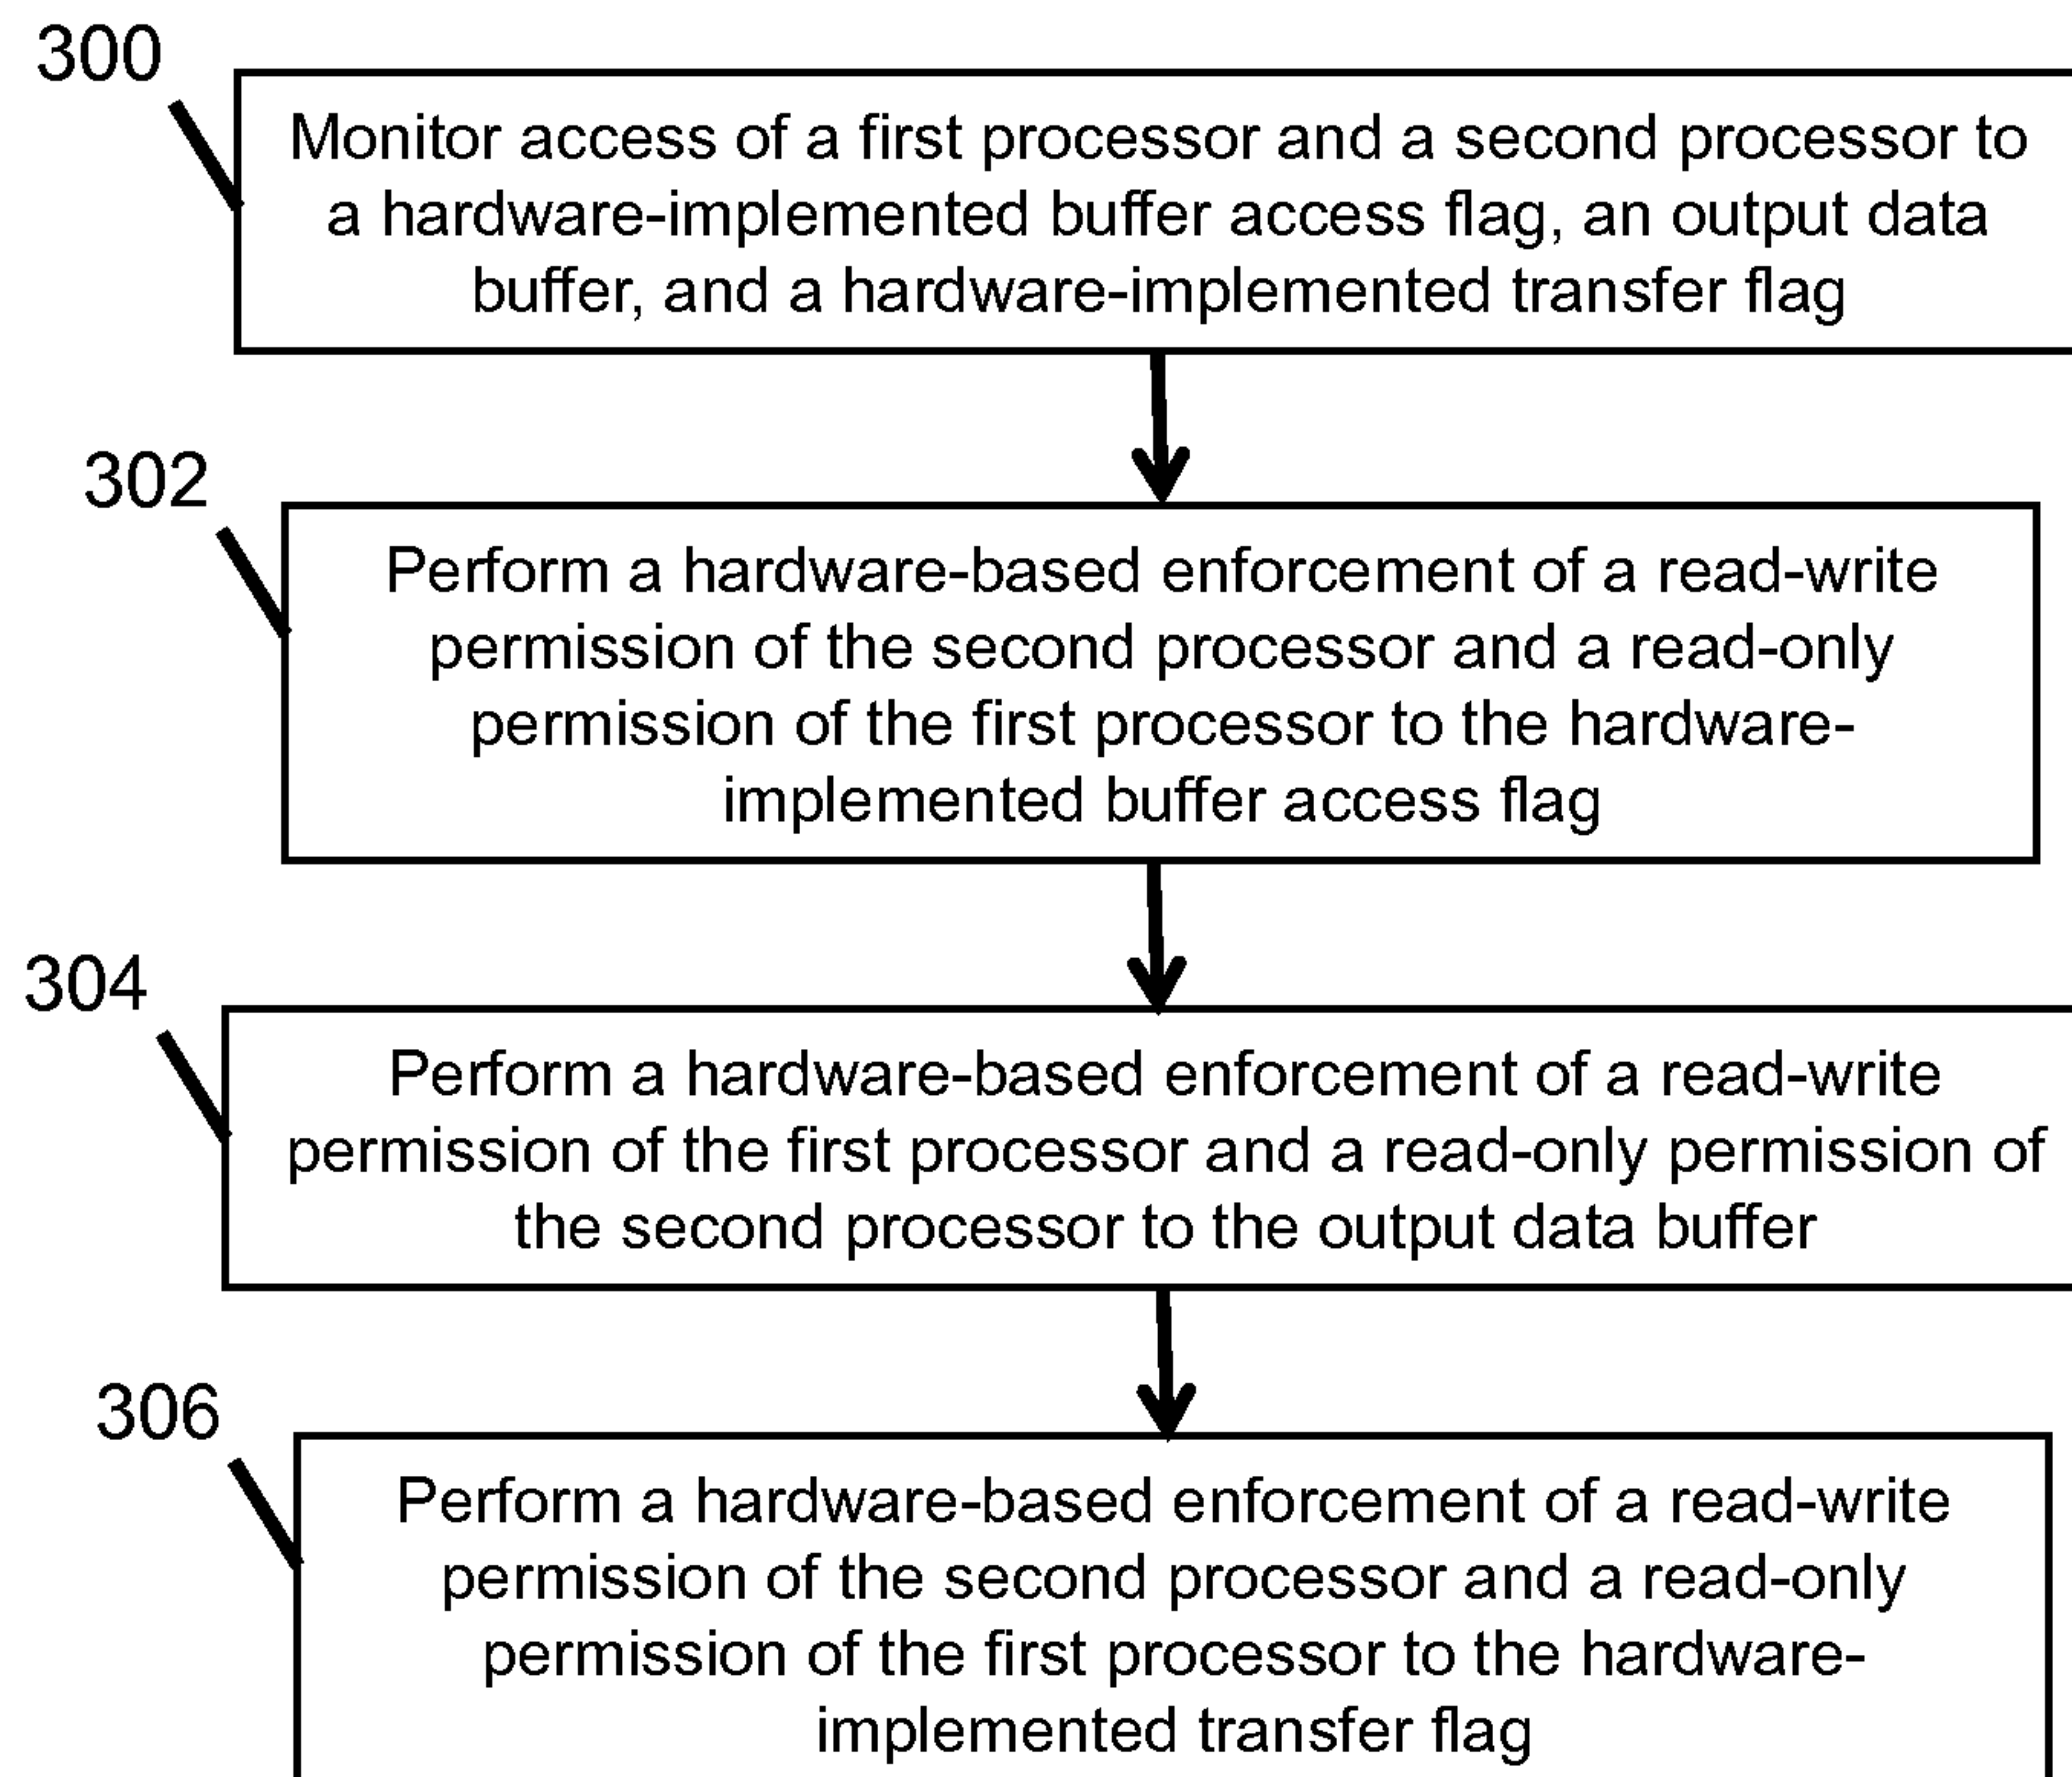 300
Monitor access of a first processor and a second processor to
a hardware-implemented buffer access flag, an output data
buffer, and a hardware-implemented transfer flag
302
Perform a hardware-based enforcement of a read-write
permission of the second processor and a read-only
permission of the first processor to the hardware-
implemented buffer access flag
304
Perform a hardware-based enforcement of a read-write
permission of the first processor and a read-only permission of
the second processor to the output data buffer
306
Perform a hardware-based enforcement of a read-write
permission of the second processor and a read-only
permission of the first processor to the hardware-
implemented transfer flag